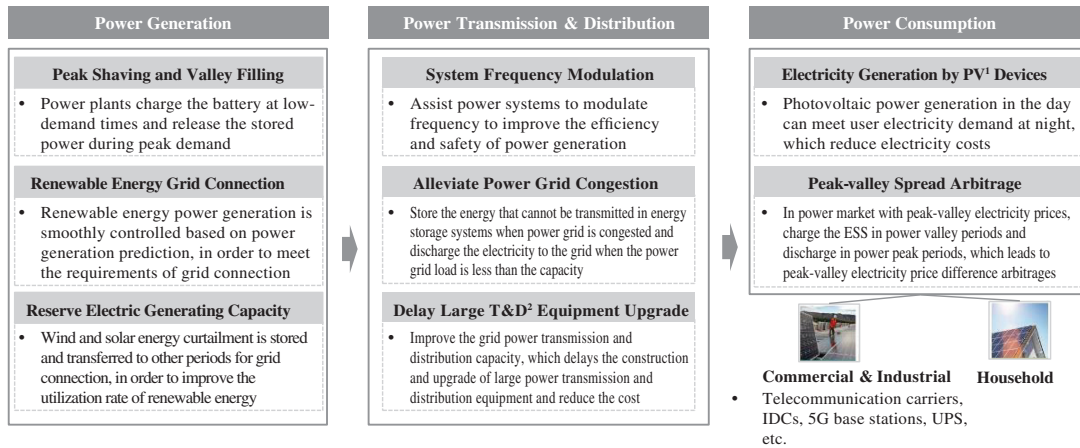 Power Generation
Peak Shaving and Valley Filling
• Power plants charge the battery at low-
demand times and release the stored
power during peak demand
Renewable Energy Grid Connection
• Renewable energy power generation is
smoothly controlled based on power
generation prediction, in order to meet
the requirements of grid connection
Reserve Electric Generating Capacity
• Wind and solar energy curtailment is stored
and transferred to other periods for grid
connection, in order to improve the
utilization rate of renewable energy
Power Transmission & Distribution
System Frequency Modulation
• Assist power systems to modulate
frequency to improve the efficiency
and safety of power generation
Alleviate Power Grid Congestion
• Store the energy that cannot be transmitted in energy
storage systems when power grid is congested and
discharge the electricity to the grid when the power
grid load is less than the capacity
Delay Large T&D² Equipment Upgrade
• Improve the grid power transmission and
distribution capacity, which delays the construction
and upgrade of large power transmission and
distribution equipment and reduce the cost
Power Consumption
Electricity Generation by PV¹ Devices
• Photovoltaic power generation in the day
can meet user electricity demand at night,
which reduce electricity costs
Peak-valley Spread Arbitrage
• In power market with peak-valley electricity prices,
charge the ESS in power valley periods and
discharge in power peak periods, which leads to
peak-valley electricity price difference arbitrages
Commercial & Industrial
• Telecommunication carriers,
IDCs, 5G base stations, UPS,
etc.
Household